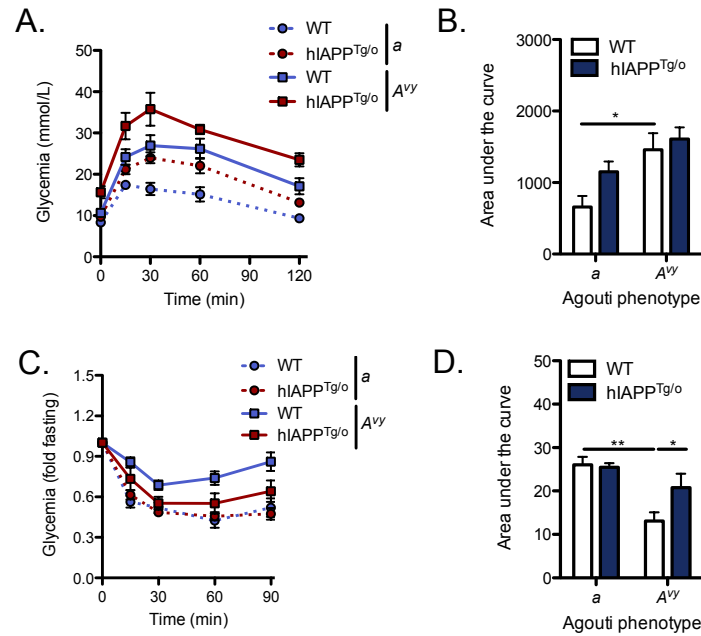 A.
WT
hIAPPTg/o
a
WT
hIAPPTg/o
Avy
50
40
30
20
10
0
Glycemia (mmol/L)
0 30 60 90 120
Time (min)
B.
WT
hIAPPTg/o
3000
2000
1000
0
Area under the curve
*
a Avy
Agouti phenotype
C.
WT
hIAPPTg/o
a
WT
hIAPPTg/o
Avy
1.5
1.2
0.9
0.6
0.3
0.0
Glycemia (fold fasting)
0 30 60 90
Time (min)
D.
WT
hIAPPTg/o
50
40
30
20
10
0
Area under the curve
** *
a Avy
Agouti phenotype